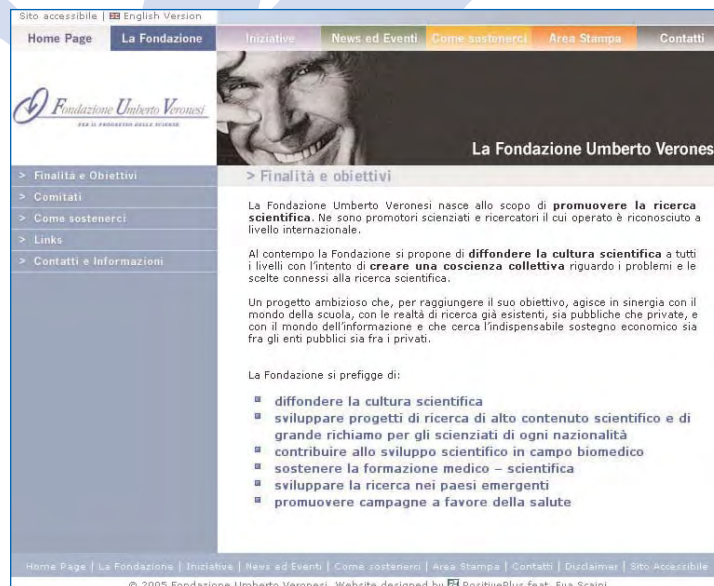 Sito accessibile | English Version
Home Page La Fondazione Iniziative News ed Eventi Come sostenerci Area Stampa Contatti
Fondazione Umberto Veronesi
PER IL PROGRESSO DELLE SCIENZE
La Fondazione Umberto Verones
> Finalità e Obiettivi
> Comitati
> Come sostenerci
> Links
> Contatti e Informazioni
> Finalità e obiettivi
La Fondazione Umberto Veronesi nasce allo scopo di promuovere la ricerca
scientifica. Ne sono promotori scienziati e ricercatori il cui operato è riconosciuto a
livello internazionale.
Al contempo la Fondazione si propone di diffondere la cultura scientifica a tutti
i livelli con l'intento di creare una coscienza collettiva riguardo i problemi e le
scelte connessi alla ricerca scientifica.
Un progetto ambizioso che, per raggiungere il suo obiettivo, agisce in sinergia con il
mondo della scuola, con le realtà di ricerca già esistenti, sia pubbliche che private, e
con il mondo dell'informazione e che cerca l'indispensabile sostegno economico sia
fra gli enti pubblici sia fra i privati.
La Fondazione si prefigge di:
diffondere la cultura scientifica
sviluppare progetti di ricerca di alto contenuto scientifico e di
grande richiamo per gli scienziati di ogni nazionalità
contribuire allo sviluppo scientifico in campo biomedico
sostenere la formazione medico – scientifica
sviluppare la ricerca nei paesi emergenti
promuovere campagne a favore della salute
Home Page | La Fondazione | Iniziative | News ed Eventi | Come sostenerci | Area Stampa | Contatti | Disclaimer | Sito Accessibile
© 2005 Fondazione Umberto Veronesi. Website designed by PositivePlus feat. Eva Scaini